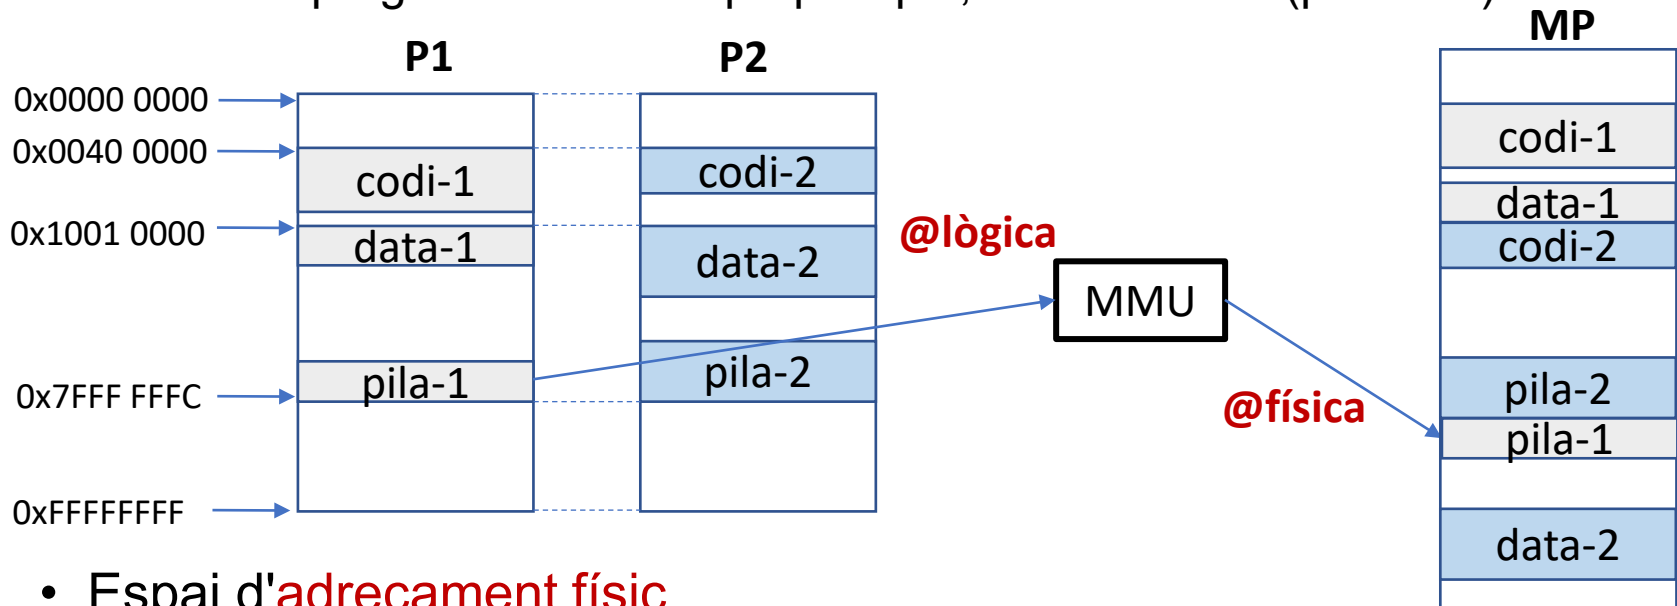 MP
P1 P2
0x0000 0000
0x0040 0000
0x1001 0000
0x7FFF FFFC
0xFFFFFFFF
codi-1
data-1
pila-1
codi-2
data-2
pila-2
@lògica
MMU
@física
codi-1
data-1
codi-2
pila-2
pila-1
data-2
• Espai d'adreçament físic